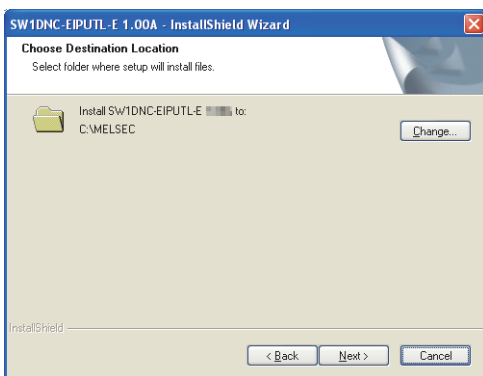 SW1DNC-EIPUTL-E 1.00A - InstallShield Wizard
Choose Destination Location
Select folder where setup will install files.
Install SW1DNC-EIPUTL-E to:
C:\MELSEC
Change...
InstallShield
< Back
Next >
Cancel